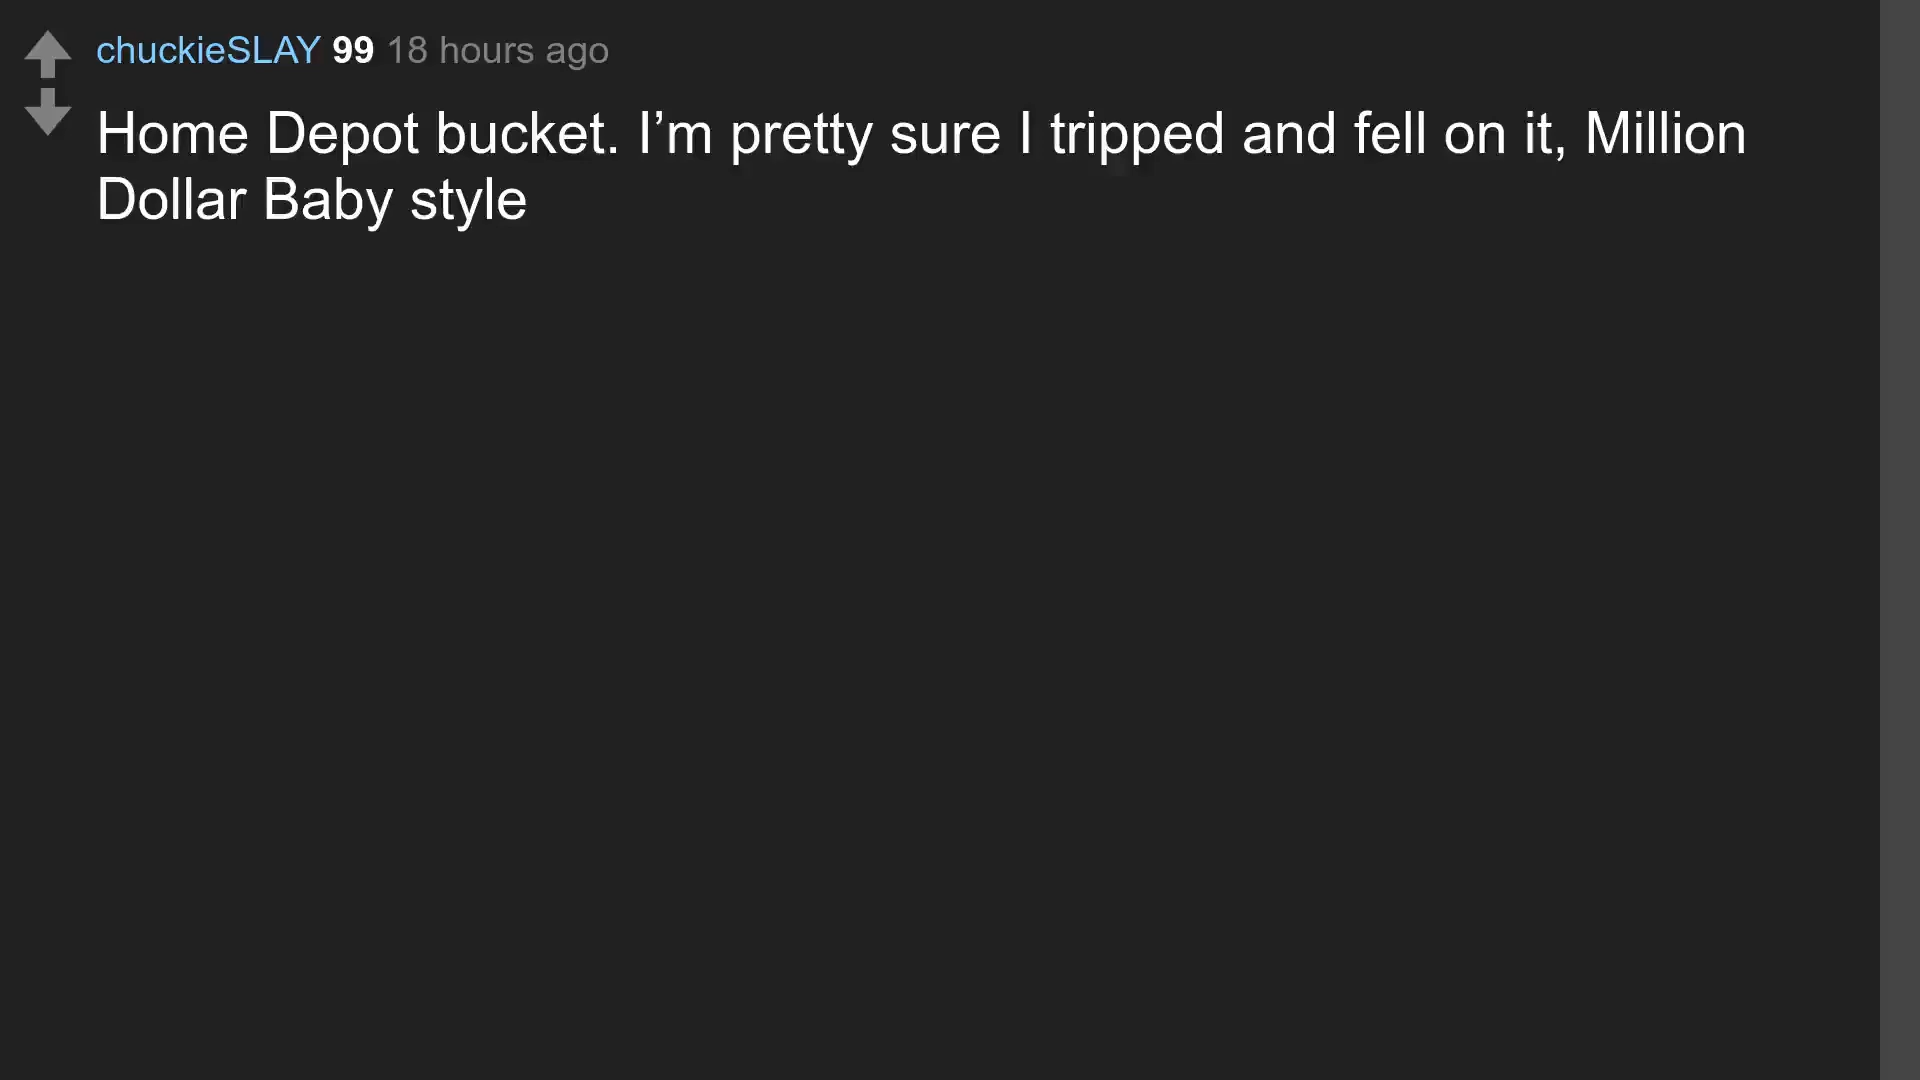 chuckieSLAY 99 18 hours ago
Home Depot bucket. I’m pretty sure I tripped and fell on it, Million
Dollar Baby style